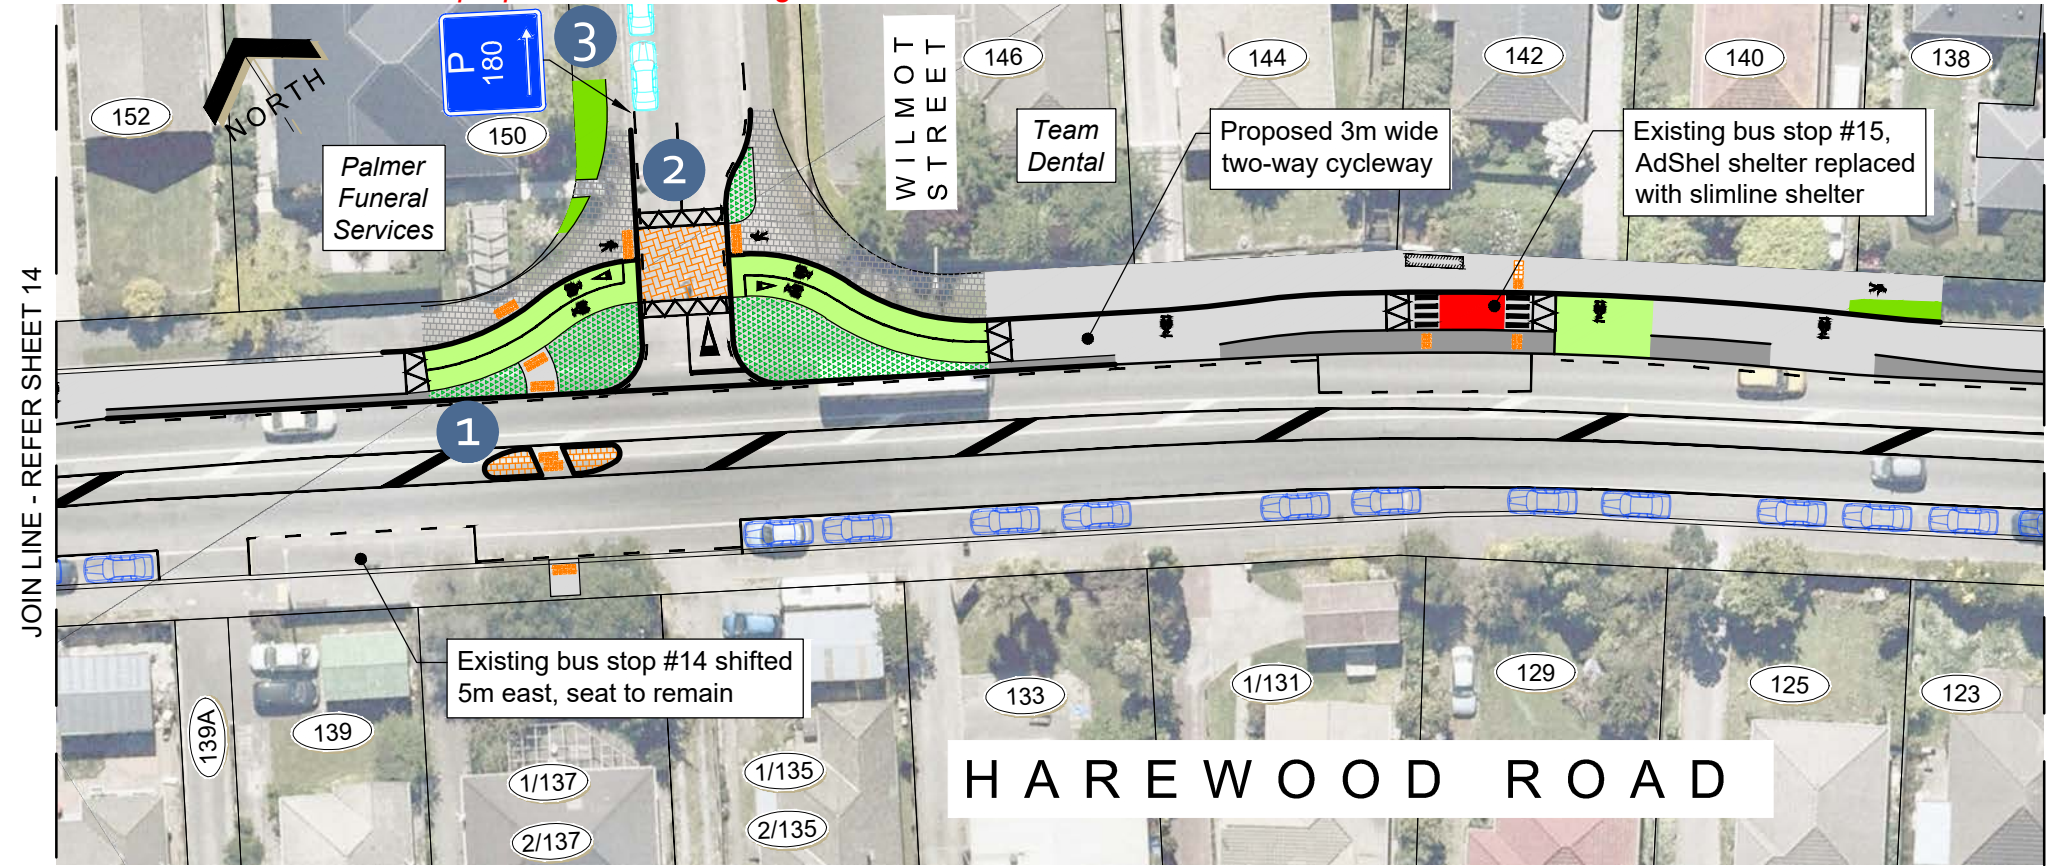 3
P
180
NORTH
152
150
Palmer
Funeral
Services
2
WILMOT
STREET
146
144
142
140
138
Team
Dental
Proposed 3m wide
two-way cycleway
Existing bus stop #15,
AdShel shelter replaced
with slimline shelter
JOIN LINE - REFER SHEET 14
1
Existing bus stop #14 shifted
5m east, seat to remain
139A
139
1/137
2/137
1/135
2/135
133
1/131
129
125
123
HAREWOOD ROAD